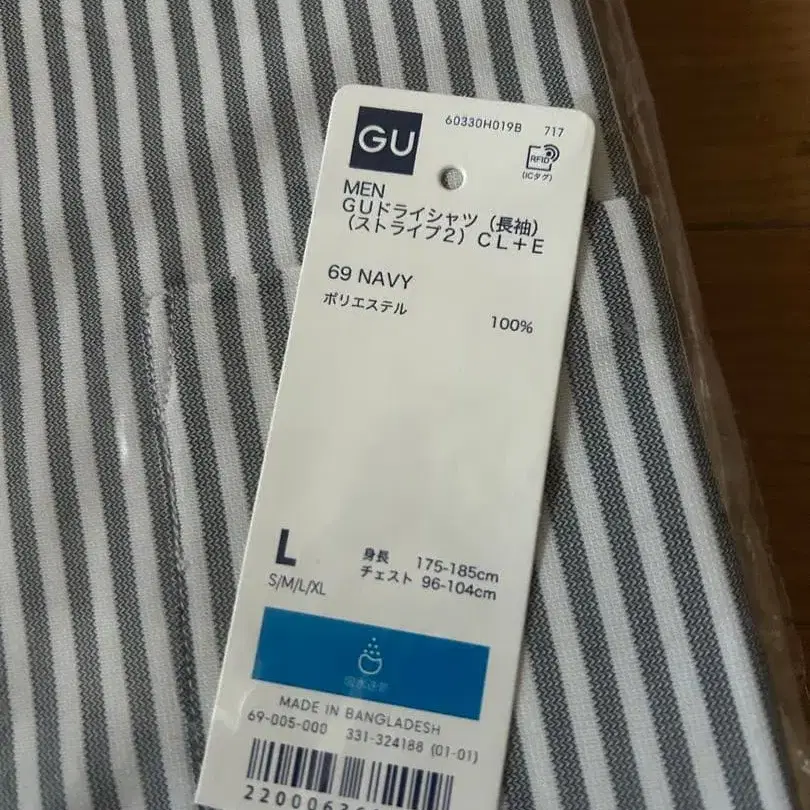 GU
60330H019B 717
RFID
(ICタグ)
MEN
GUドライシャツ（長袖）
（ストライプ2）CL＋E
69 NAVY
ポリエステル 100%
L
S/M/L/XL
身長 175-185cm
チェスト 96-104cm
MADE IN BANGLADESH
69-005-000 331-324188 (01-01)